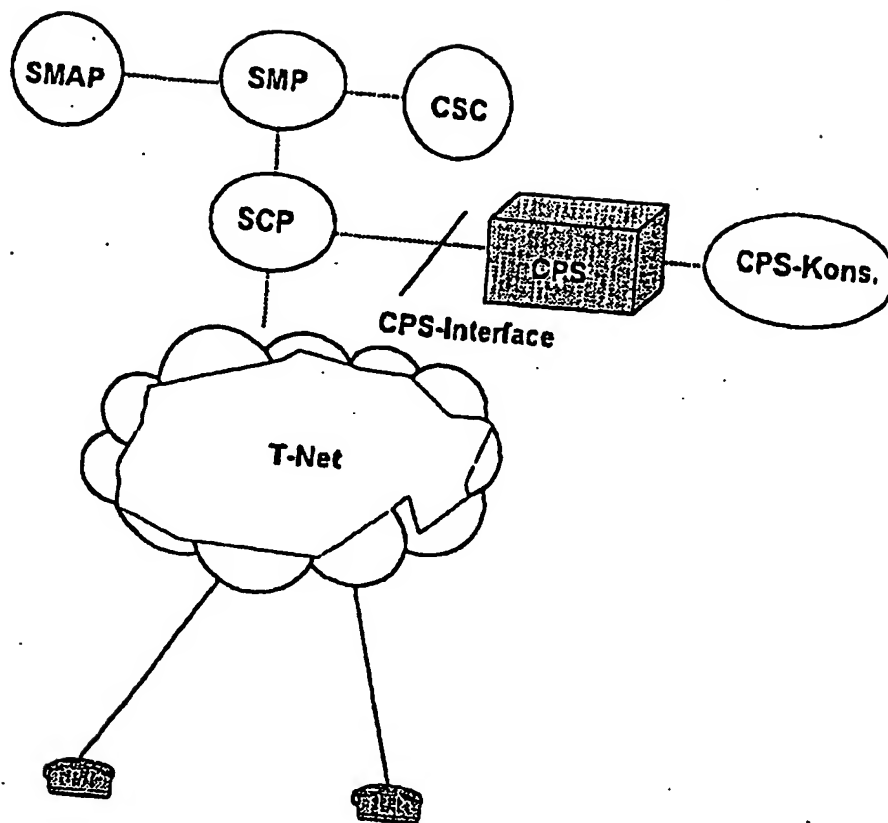 SMAP
SMP
CSC
SCP
CPS
CPS-Kons.
CPS-Interface
T-Net